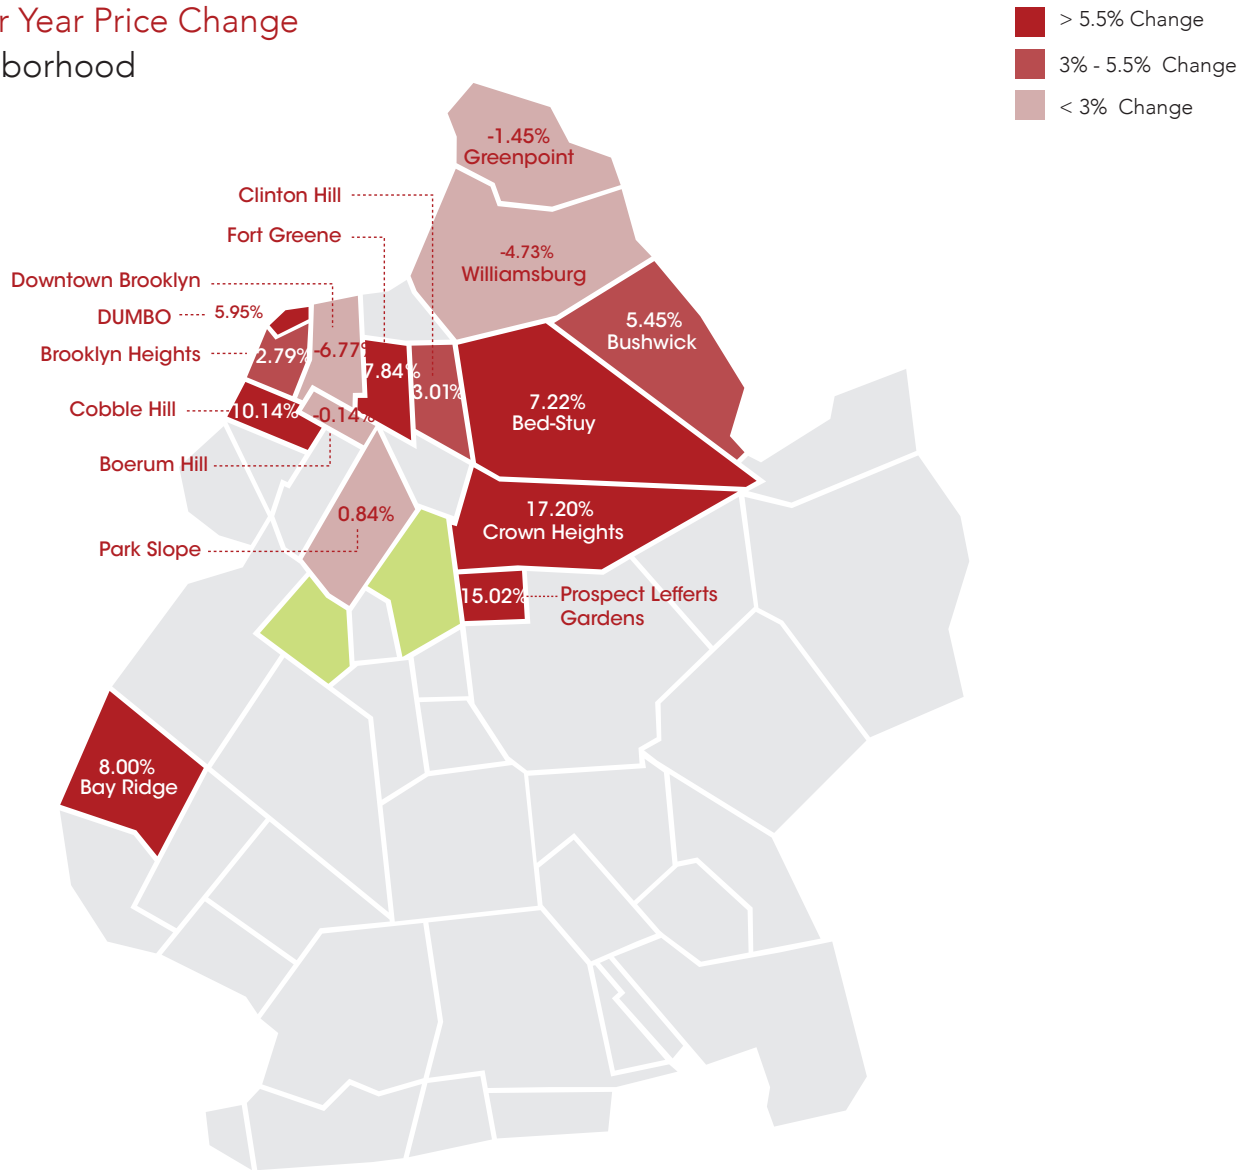 r Year Price Change
borhood
> 5.5% Change
3% - 5.5% Change
< 3% Change
-1.45%
Greenpoint
Clinton Hill
Fort Greene
-4.73%
Williamsburg
Downtown Brooklyn
DUMBO
5.95%
5.45%
Bushwick
Brooklyn Heights
2.79%
-6.77%
7.84%
3.01%
Cobble Hill
10.14%
-0.14%
7.22%
Bed-Stuy
Boerum Hill
0.84%
17.20%
Crown Heights
Park Slope
15.02%
Prospect Lefferts
Gardens
8.00%
Bay Ridge